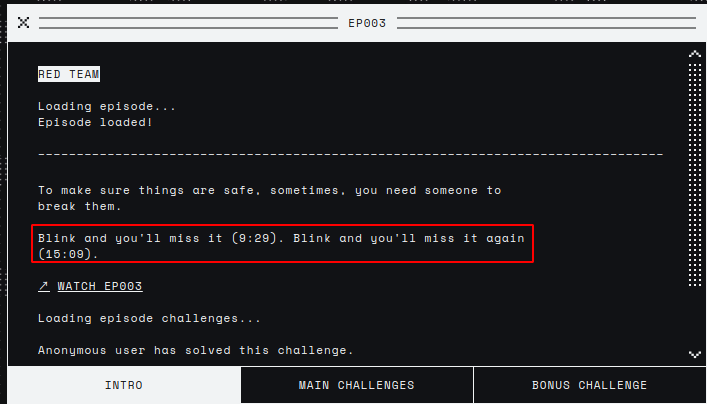 EP003
RED TEAM
Loading episode...
Episode loaded!
--------------------------------------------------------------------------------
To make sure things are safe, sometimes, you need someone to
break them.
Blink and you'll miss it (9:29). Blink and you'll miss it again
(15:09).
↗ WATCH EP003
Loading episode challenges...
Anonymous user has solved this challenge.
INTRO
MAIN CHALLENGES
BONUS CHALLENGE